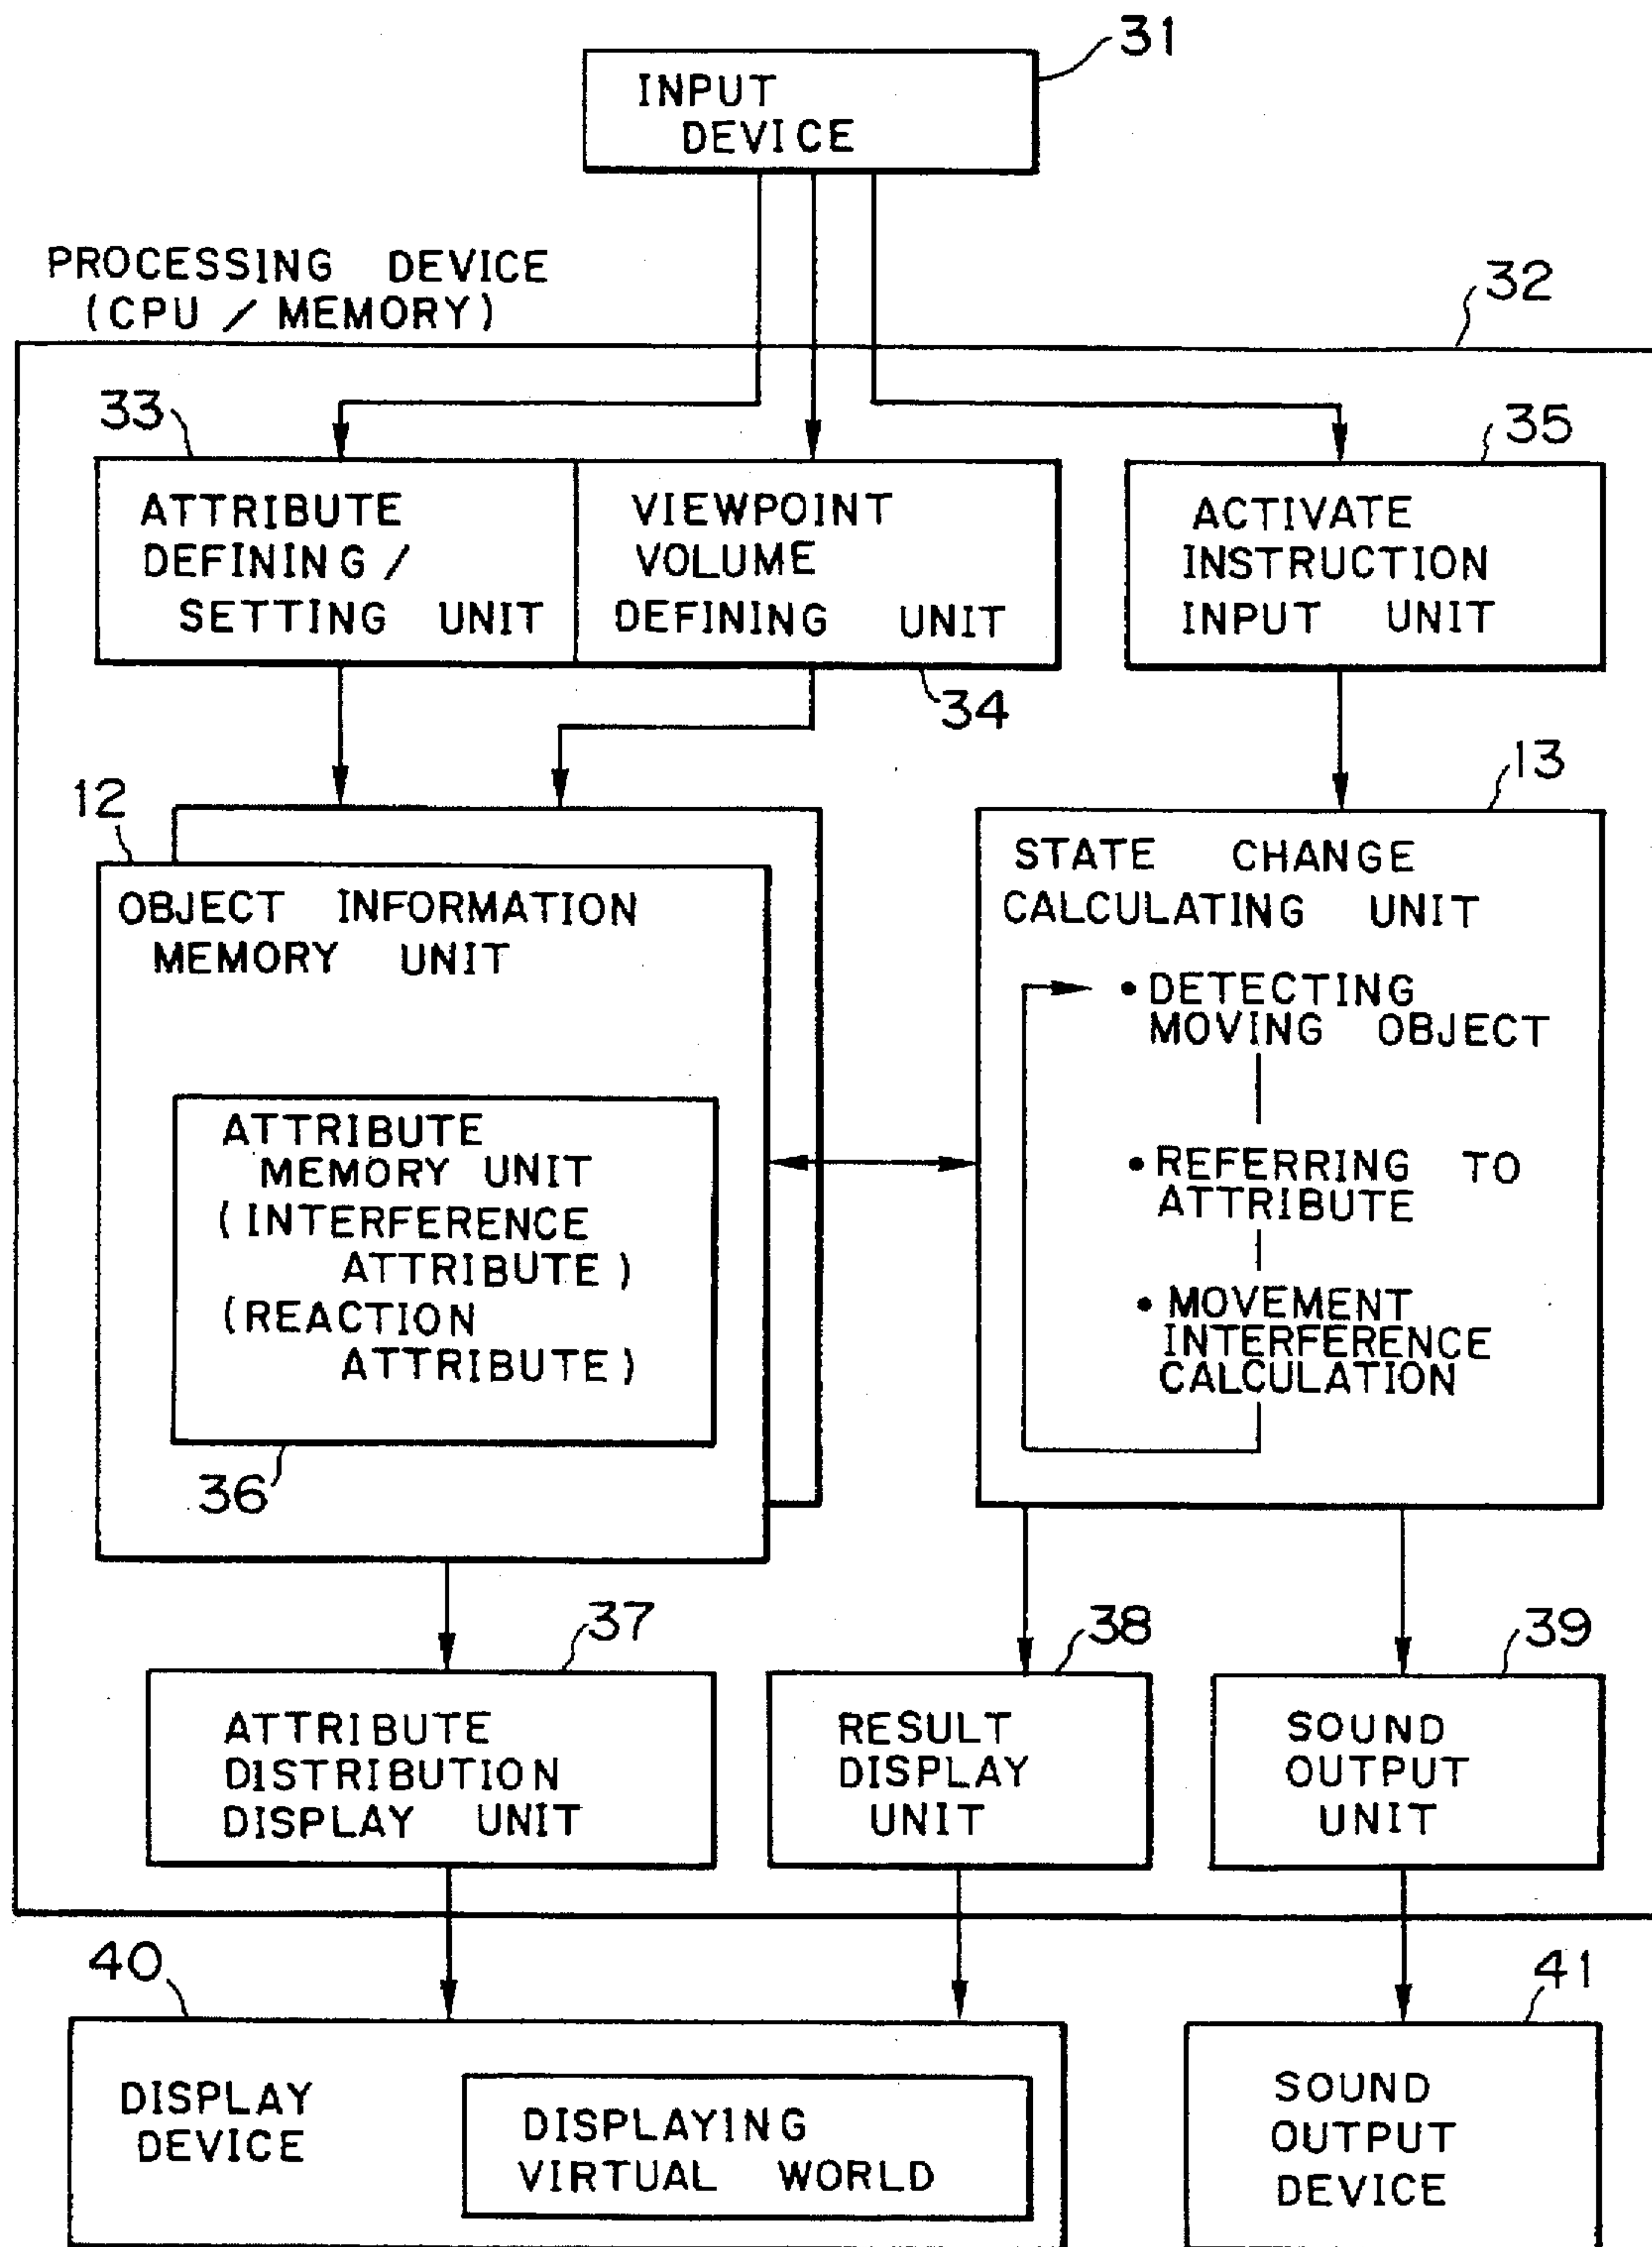 31
INPUT
DEVICE
PROCESSING DEVICE
(CPU / MEMORY)
32
33
35
ATTRIBUTE
DEFINING /
SETTING UNIT
VIEWPOINT
VOLUME
DEFINING UNIT
ACTIVATE
INSTRUCTION
INPUT UNIT
34
12
13
OBJECT INFORMATION
MEMORY UNIT
ATTRIBUTE
MEMORY UNIT
(INTERFERENCE
ATTRIBUTE)
(REACTION
ATTRIBUTE)
36
STATE CHANGE
CALCULATING UNIT
• DETECTING
MOVING OBJECT
• REFERRING TO
ATTRIBUTE
• MOVEMENT
INTERFERENCE
CALCULATION
37
38
39
ATTRIBUTE
DISTRIBUTION
DISPLAY UNIT
RESULT
DISPLAY
UNIT
SOUND
OUTPUT
UNIT
40
41
DISPLAY
DEVICE
DISPLAYING
VIRTUAL WORLD
SOUND
OUTPUT
DEVICE